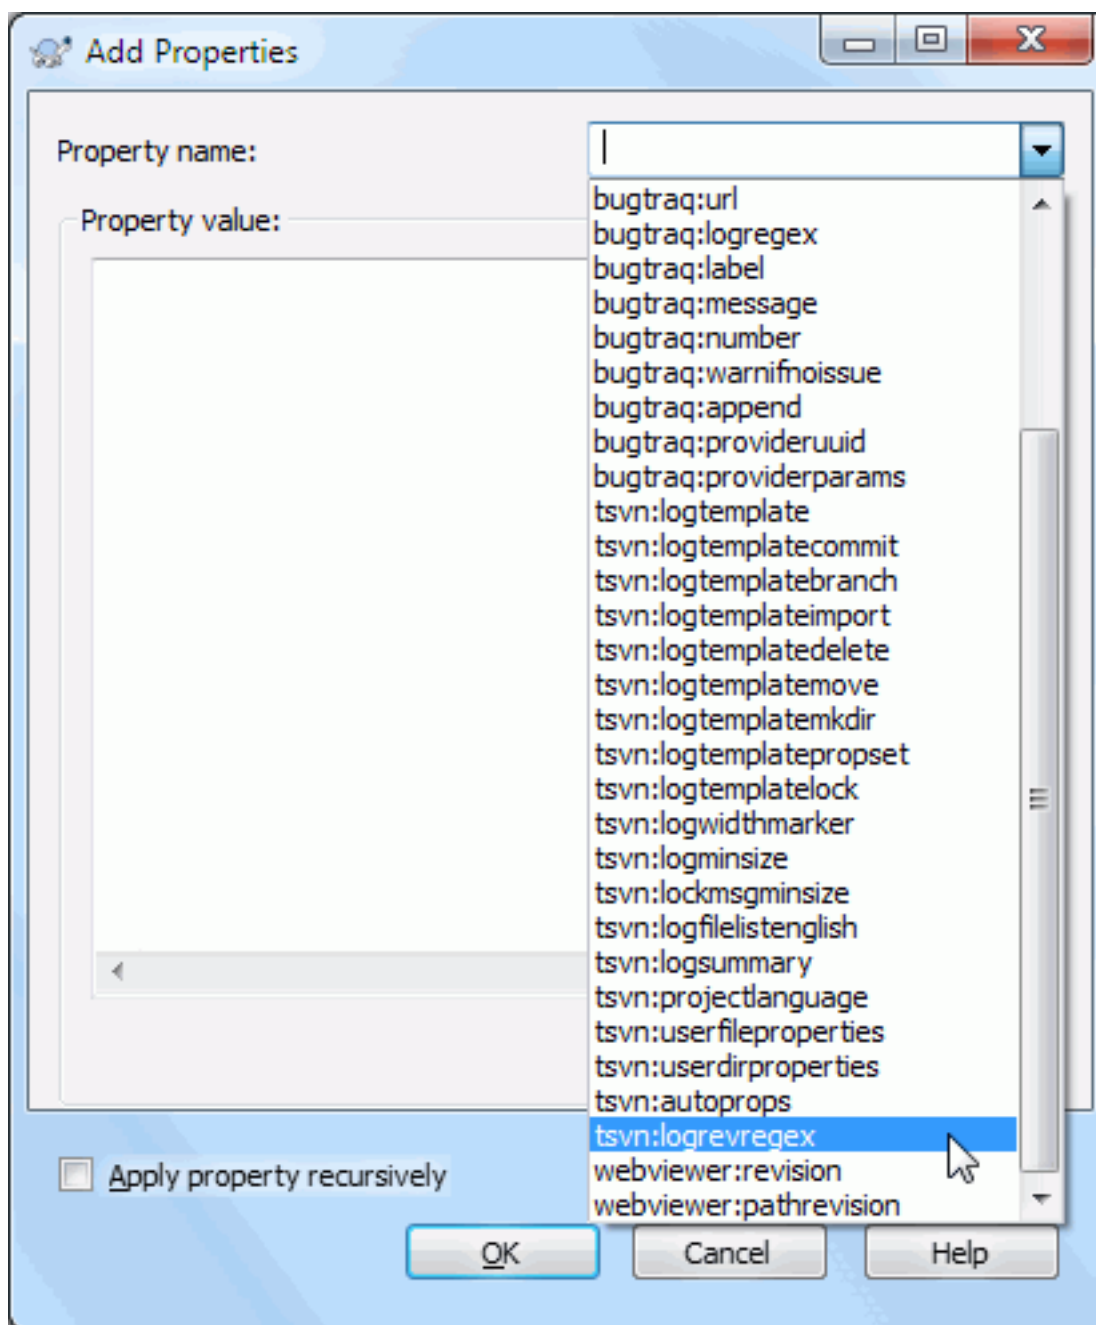 Add Properties
Property name:
Property value:
bugtraq:url
bugtraq:logregex
bugtraq:label
bugtraq:message
bugtraq:number
bugtraq:warnifnoissue
bugtraq:append
bugtraq:provideruuid
bugtraq:providerparams
tsvn:logtemplate
tsvn:logtemplatecommit
tsvn:logtemplatebranch
tsvn:logtemplateimport
tsvn:logtemplatedelete
tsvn:logtemplatemove
tsvn:logtemplatemkdir
tsvn:logtemplatepropset
tsvn:logtemplatelock
tsvn:logwidthmarker
tsvn:logminsize
tsvn:lockmsgminsize
tsvn:logfilelistenglish
tsvn:logsummary
tsvn:projectlanguage
tsvn:userfileproperties
tsvn:userdirproperties
tsvn:autoprops
tsvn:logrevregex
webviewer:revision
webviewer:pathrevision
Apply property recursively
OK Cancel Help